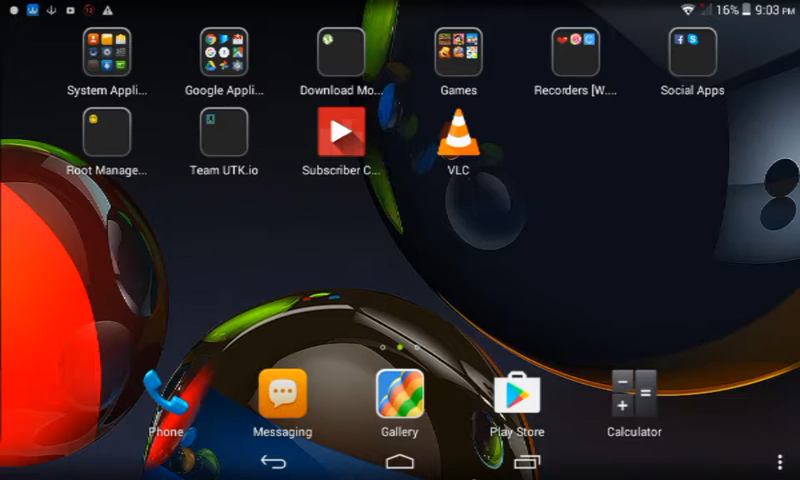 16% 9:03 PM
System Appli...
Google Applic...
Download Mo...
Games
Recorders [W...
Social Apps
Root Manage...
Team UTK.io
Subscriber C...
VLC
Phone
Messaging
Gallery
Play Store
Calculator